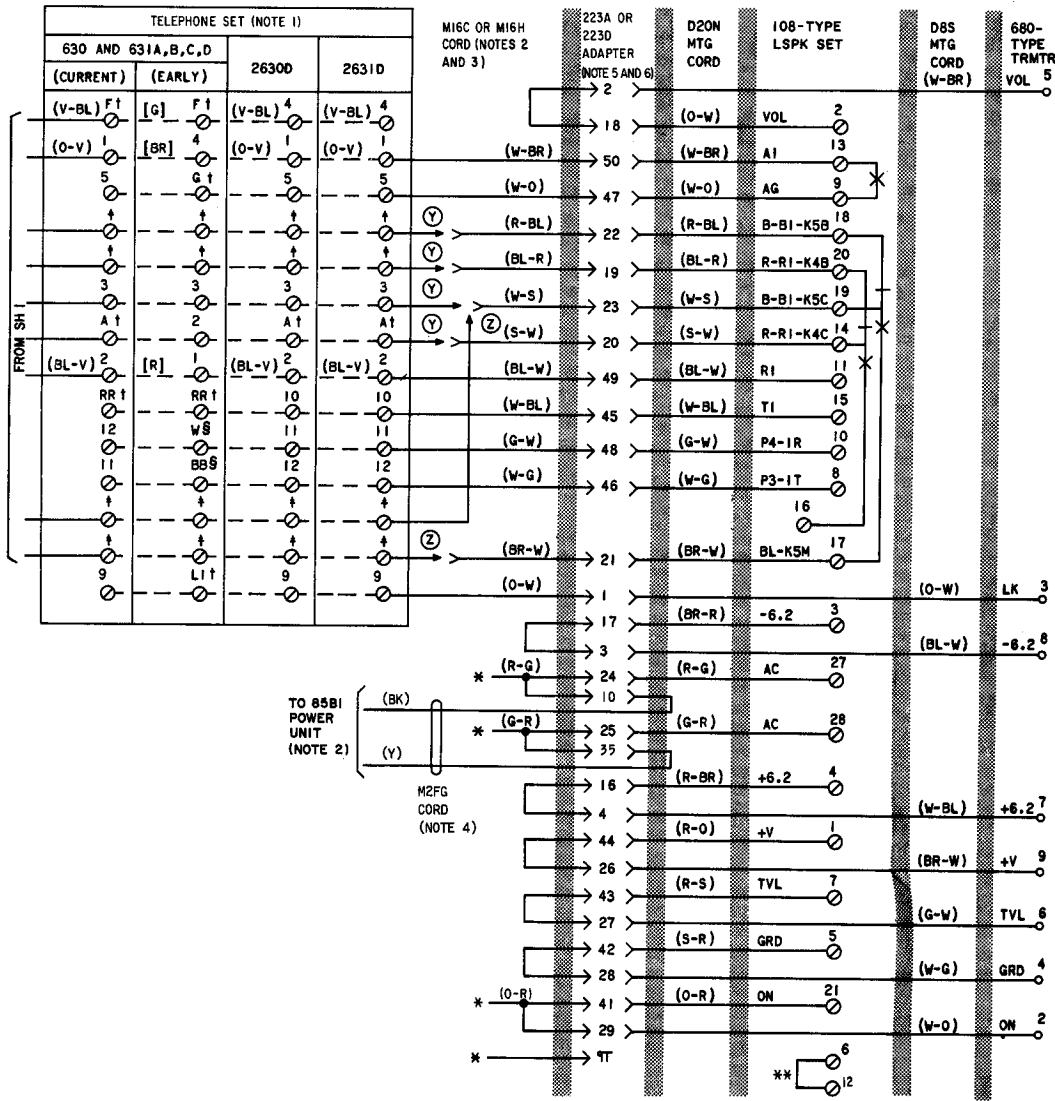 TELEPHONE SET (NOTE 1)
630 AND 631A,B,C,D
(CURRENT) (EARLY) 2630D 2631D
M16C OR M16H
CORD (NOTES 2
AND 3)
223A OR
223D
ADAPTER
(NOTE 5 AND 6)
D20N
MTG
CORD
108-TYPE
LSPK SET
D8S
MTG
CORD
680-
TYPE
TRMTR
FROM SH1
2 (W-BR) VOL 5
(V-BL) F† [G] F† (V-BL) 4 (V-BL) 4
18 (O-W) VOL 2
(O-V) 1 [BR] 4 (O-V) 1 (O-V) 1 (W-BR) 50 (W-BR) A1 13
5 G† 5 5 (W-O) 47 (W-O) AG 9
‡ ‡ ‡ ‡ Y (R-BL) 22 (R-BL) B-B1-K5B 18
‡ ‡ ‡ ‡ Y (BL-R) 19 (BL-R) R-R1-K4B 20
3 3 3 3 Y (W-S) 23 (W-S) B-B1-K5C 19
A† 2 A† A† Y Z (S-W) 20 (S-W) R-R1-K4C 14
(BL-V) 2 [R] 1 (BL-V) 2 (BL-V) 2 (BL-W) 49 (BL-W) R1 11
RR† RR† 10 10 (W-BL) 45 (W-BL) T1 15
12 W§ 11 11 (G-W) 48 (G-W) P4-1R 10
11 BB§ 12 12 (W-G) 46 (W-G) P3-1T 8
‡ ‡ ‡ ‡ 16
‡ ‡ ‡ ‡ Z (BR-W) 21 (BR-W) BL-K5M 17
9 L1† 9 9 (O-W) 1 (O-W) LK 3
17 (BR-R) -6.2 3
3 (BL-W) -6.2 8
* (R-G) 24 (R-G) AC 27
10
TO 85B1
POWER
UNIT
(NOTE 2)
(BK)
* (G-R) 25 (G-R) AC 28
(Y) 35
M2FG
CORD
(NOTE 4)
16 (R-BR) +6.2 4
4 (W-BL) +6.2 7
44 (R-O) +V 1
26 (BR-W) +V 9
43 (R-S) TVL 7
27 (G-W) TVL 6
42 (S-R) GRD 5
28 (W-G) GRD 4
* (O-R) 41 (O-R) ON 21
29 (W-O) ON 2
*
** 6
12